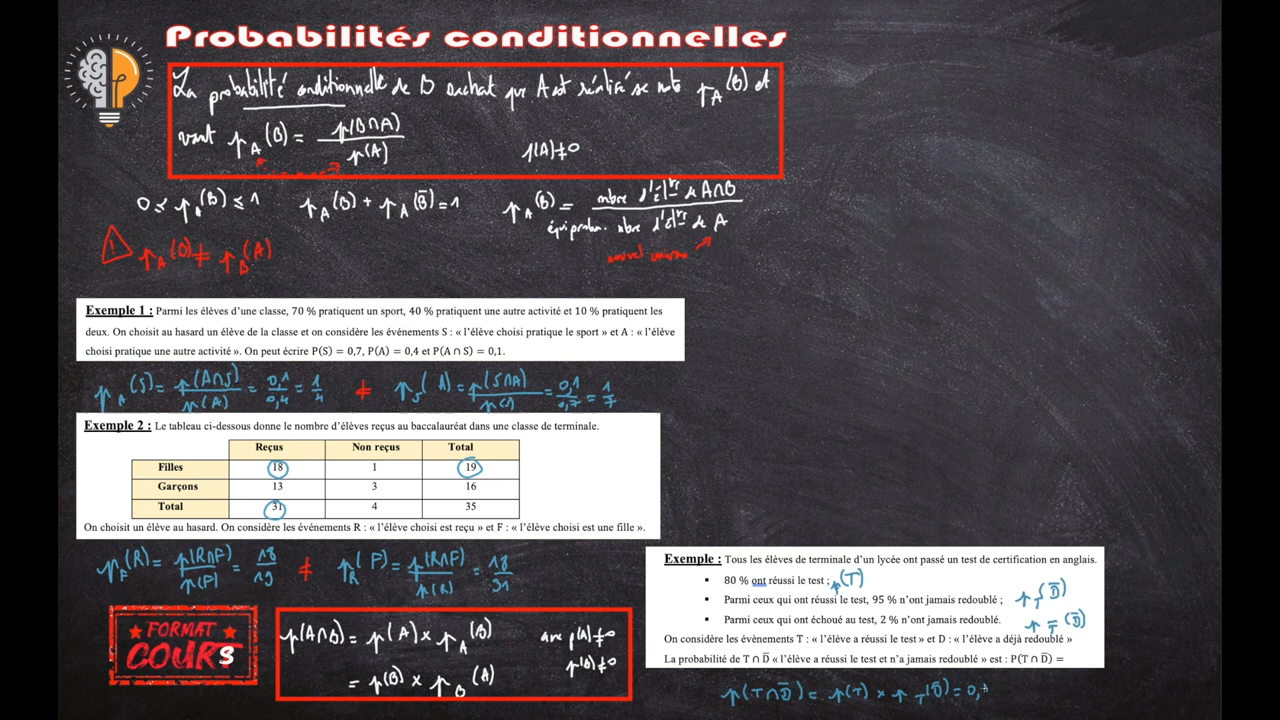 Probabilités conditionnelles
La probabilité conditionnelle de B sachant que A est réalisé se note p_A(B) et
vaut p_A(B) = p(B∩A)/p(A) p(A)≠0
0 ≤ p_A(B) ≤ 1 p_A(B) + p_A(B̄) = 1 p_A(B) = nbre d'élts de A∩B / nbre d'élts de A
équiproba.
nouvel univers
! p_A(B) ≠ p_B(A)
Exemple 1 : Parmi les élèves d'une classe, 70 % pratiquent un sport, 40 % pratiquent une autre activité et 10 % pratiquent les
deux. On choisit au hasard un élève de la classe et on considère les événements S : « l'élève choisi pratique le sport » et A : « l'élève
choisi pratique une autre activité ». On peut écrire P(S) = 0,7, P(A) = 0,4 et P(A ∩ S) = 0,1.
p_A(S) = p(A∩S)/p(A) = 0,1/0,4 = 1/4 ≠ p_S(A) = p(S∩A)/p(S) = 0,1/0,7 = 1/7
Exemple 2 : Le tableau ci-dessous donne le nombre d'élèves reçus au baccalauréat dans une classe de terminale.
Reçus Non reçus Total
Filles 18 1 19
Garçons 13 3 16
Total 31 4 35
On choisit un élève au hasard. On considère les événements R : « l'élève choisi est reçu » et F : « l'élève choisi est une fille ».
p_F(R) = p(R∩F)/p(F) = 18/19 ≠ p_R(F) = p(R∩F)/p(R) = 18/31
FORMAT
COURS
p(A∩B) = p(A) × p_A(B) avec p(A)≠0
= p(B) × p_B(A) p(B)≠0
Exemple : Tous les élèves de terminale d'un lycée ont passé un test de certification en anglais.
▪ 80 % ont réussi le test ; p(T)
▪ Parmi ceux qui ont réussi le test, 95 % n'ont jamais redoublé ; p_T(D̄)
▪ Parmi ceux qui ont échoué au test, 2 % n'ont jamais redoublé. p_T̄(D̄)
On considère les évènements T : « l'élève a réussi le test » et D : « l'élève a déjà redoublé »
La probabilité de T ∩ D̄ « l'élève a réussi le test et n'a jamais redoublé » est : P(T ∩ D̄) =
p(T∩D̄) = p(T) × p_T(D̄) = 0,